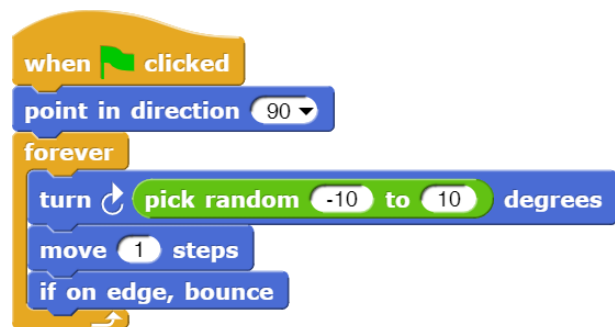 when clicked
point in direction 90
forever
turn pick random -10 to 10 degrees
move 1 steps
if on edge, bounce